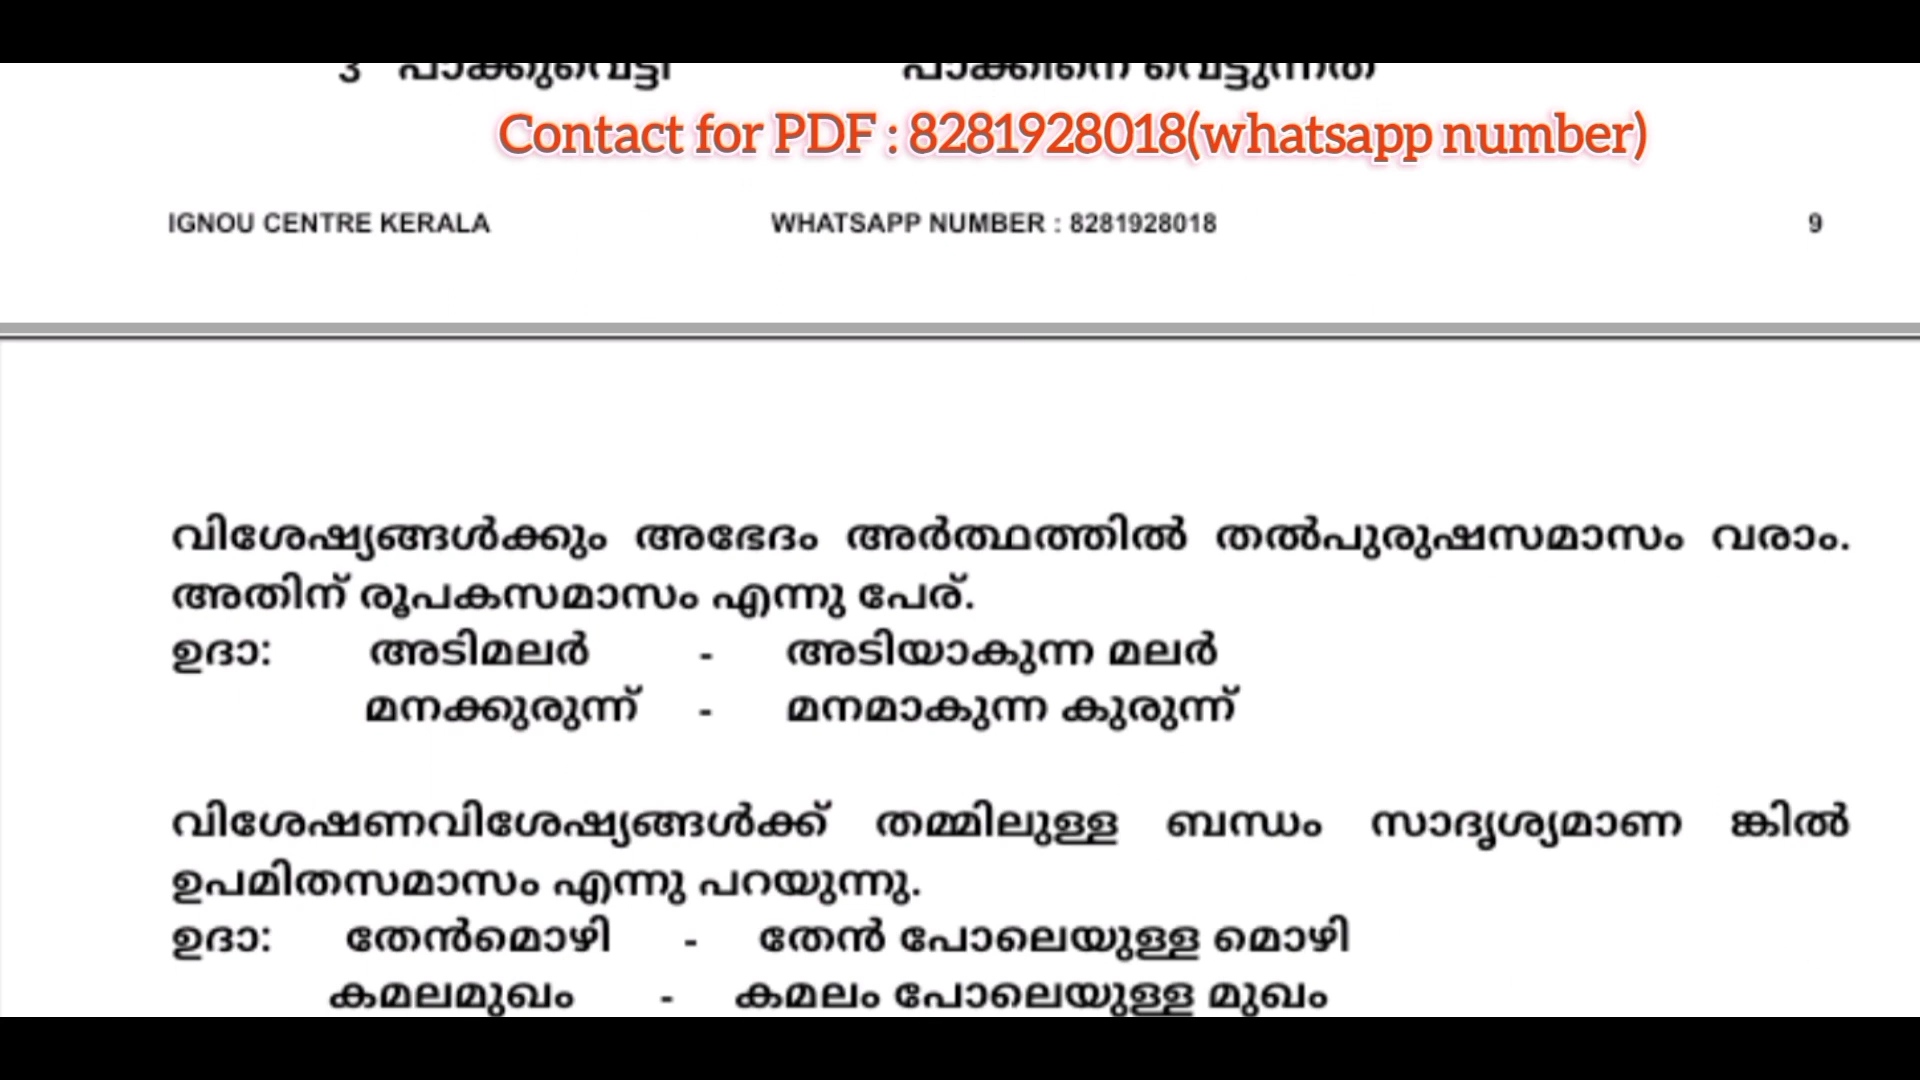 3 പാക്കുവെട്ടി പാക്കിനെ വെട്ടുന്നത്
Contact for PDF : 8281928018(whatsapp number)
IGNOU CENTRE KERALA WHATSAPP NUMBER : 8281928018 9
വിശേഷ്യങ്ങൾക്കും അഭേദം അർത്ഥത്തിൽ തൽപുരുഷസമാസം വരാം.
അതിന് രൂപകസമാസം എന്നു പേര്.
ഉദാ: അടിമലർ - അടിയാകുന്ന മലർ
മനക്കുരുന്ന് - മനമാകുന്ന കുരുന്ന്
വിശേഷണവിശേഷ്യങ്ങൾക്ക് തമ്മിലുള്ള ബന്ധം സാദൃശ്യമാണ ങ്കിൽ
ഉപമിതസമാസം എന്നു പറയുന്നു.
ഉദാ: തേൻമൊഴി - തേൻ പോലെയുള്ള മൊഴി
കമലമുഖം - കമലം പോലെയുള്ള മുഖം